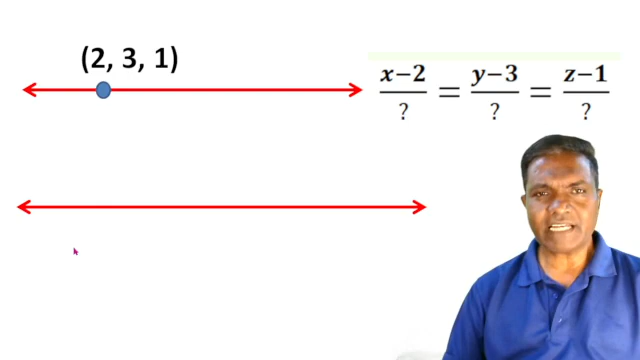 (2, 3, 1)
x−2/? = y−3/? = z−1/?